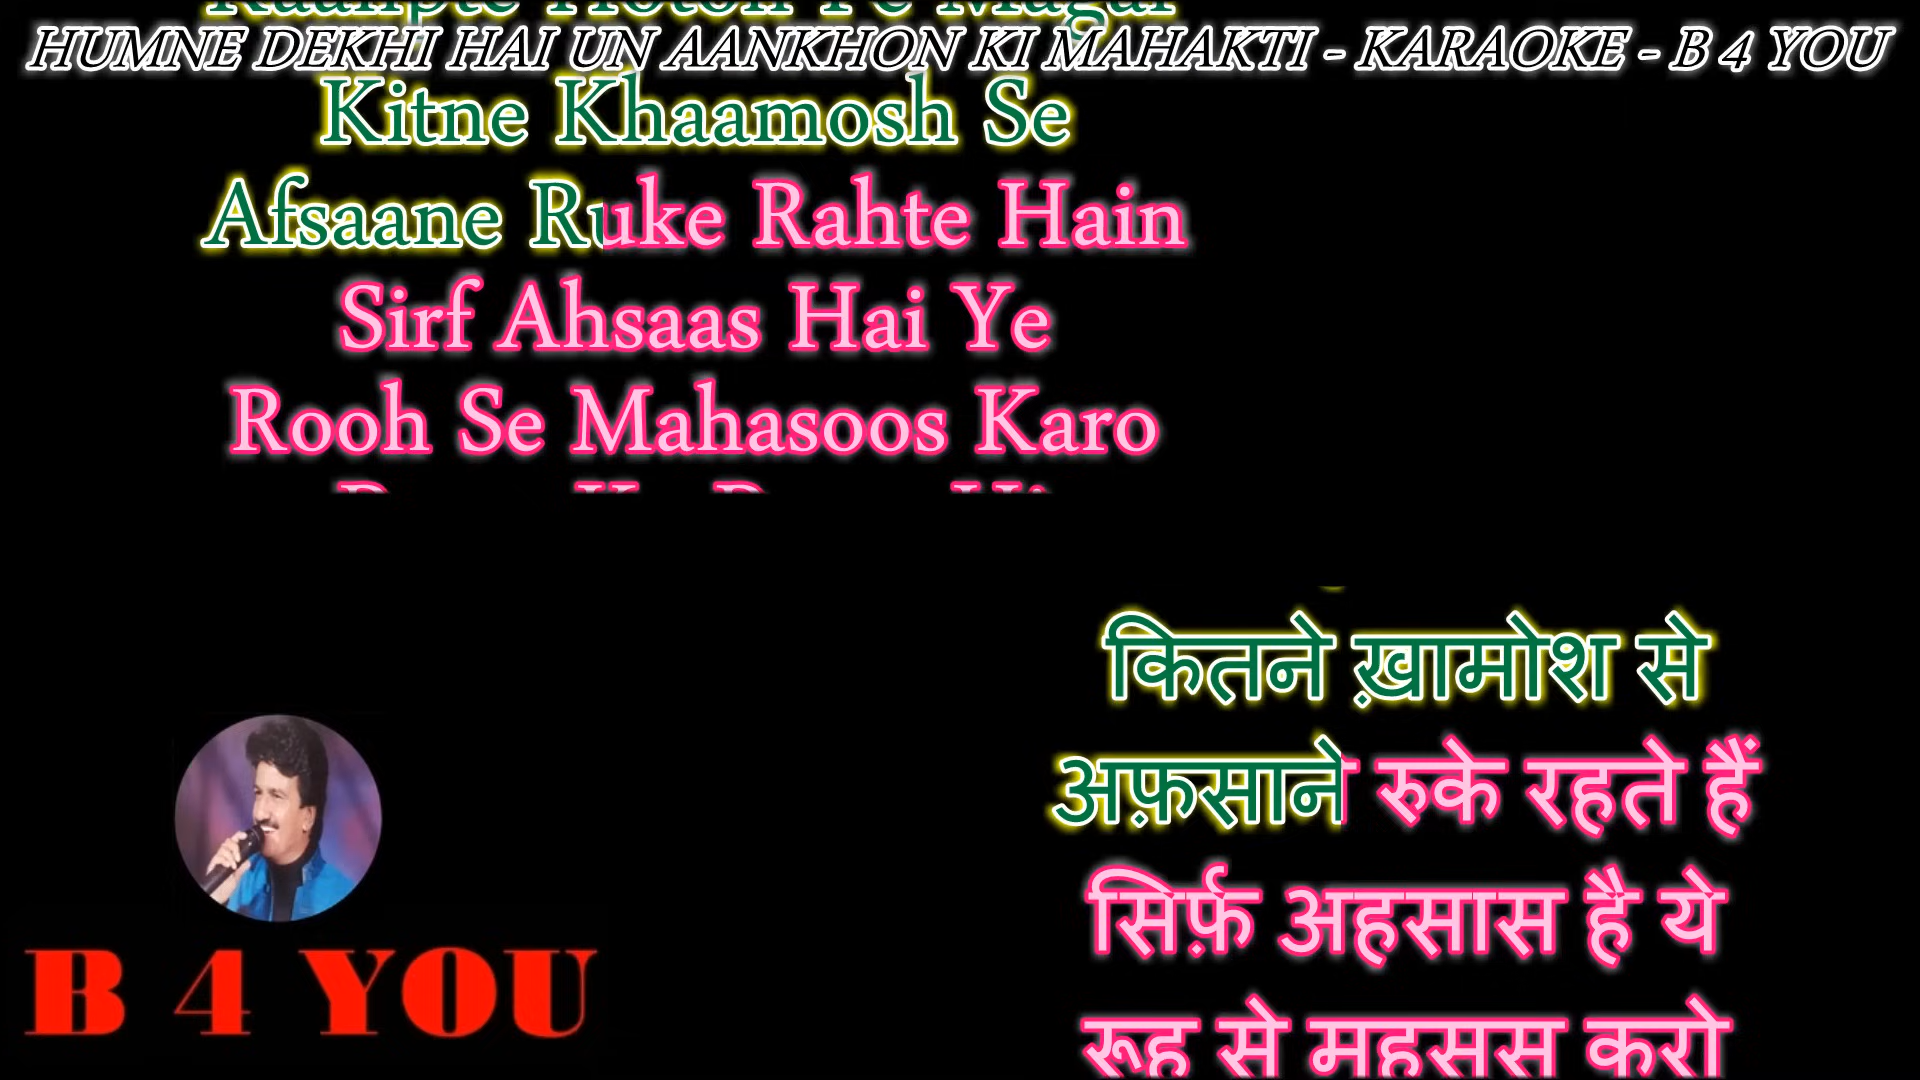 HUMNE DEKHI HAI UN AANKHON KI MAHAKTI - KARAOKE - B 4 YOU
Kitne Khaamosh Se
Afsaane Ruke Rahte Hain
Sirf Ahsaas Hai Ye
Rooh Se Mahasoos Karo
कितने ख़ामोश से
अफ़साने रुके रहते हैं
सिर्फ़ अहसास है ये
रूह से महसूस करो
B 4 YOU